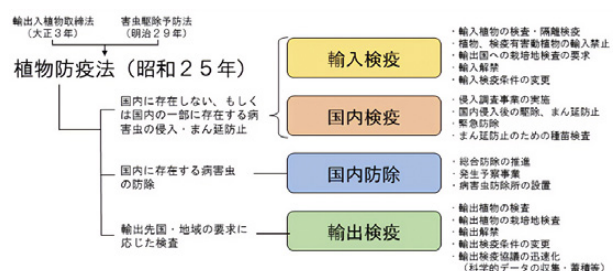 輸出入植物取締法
（大正３年）
害虫駆除予防法
（明治２９年）
植物防疫法（昭和２５年）
国内に存在しない、もしく
は国内の一部に存在する病
害虫の侵入・まん延防止
国内に存在する病害虫
の防除
輸出先国・地域の要求に
応じた検査
輸入検疫
・輸入植物の検査・隔離検疫
・植物、検疫有害動植物の輸入禁止
・輸出国への栽培地検査の要求
・輸入解禁
・輸入検疫条件の変更
国内検疫
・侵入調査事業の実施
・国内侵入後の駆除、まん延防止
・緊急防除
・まん延防止のための種苗検査
国内防除
・総合防除の推進
・発生予察事業
・病害虫防除所の設置
輸出検疫
・輸出植物の検査
・輸出植物の栽培地検査
・輸出解禁
・輸出検疫条件の変更
・輸出検疫協議の迅速化
（科学的データの収集・蓄積等）